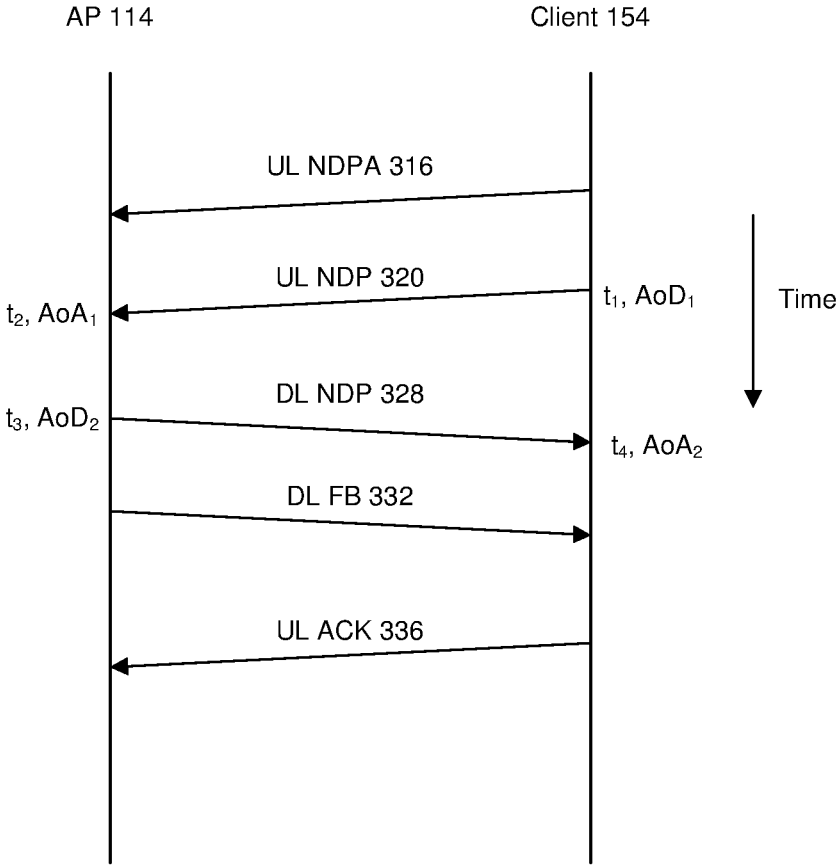 AP 114
Client 154
UL NDPA 316
UL NDP 320
t₁, AoD₁
Time
t₂, AoA₁
DL NDP 328
t₃, AoD₂
t₄, AoA₂
DL FB 332
UL ACK 336